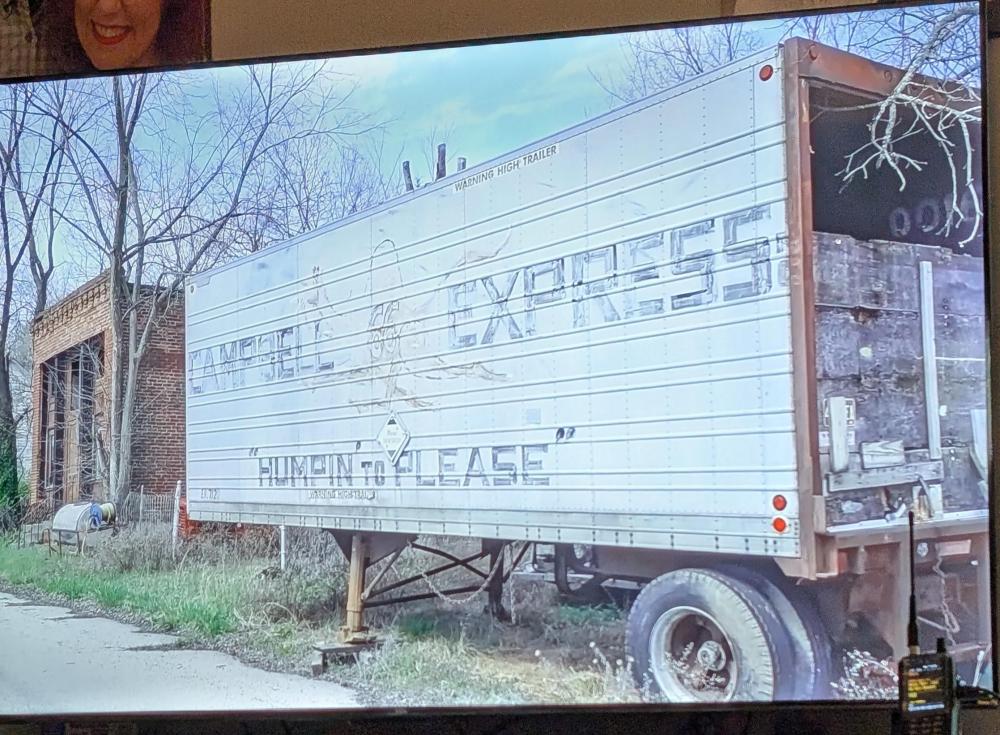 WARNING HIGH TRAILER
CAMPBELL EXPRESS
"HUMPIN' TO PLEASE"
WARNING HIGH TRAILER